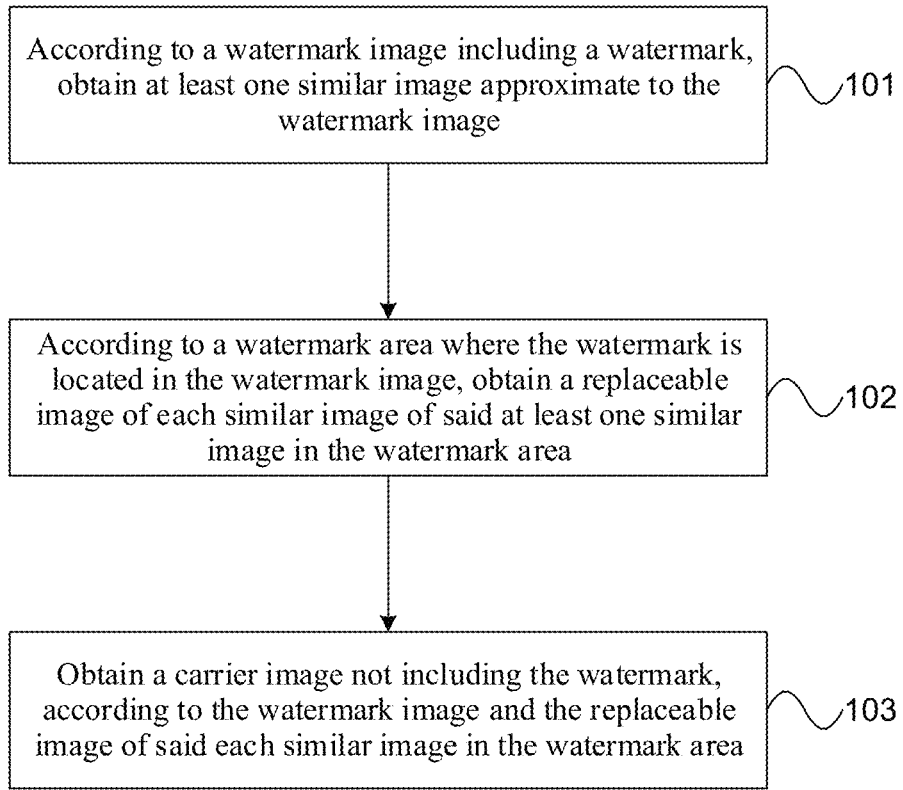 According to a watermark image including a watermark,
obtain at least one similar image approximate to the
watermark image
101
According to a watermark area where the watermark is
located in the watermark image, obtain a replaceable
image of each similar image of said at least one similar
image in the watermark area
102
Obtain a carrier image not including the watermark,
according to the watermark image and the replaceable
image of said each similar image in the watermark area
103